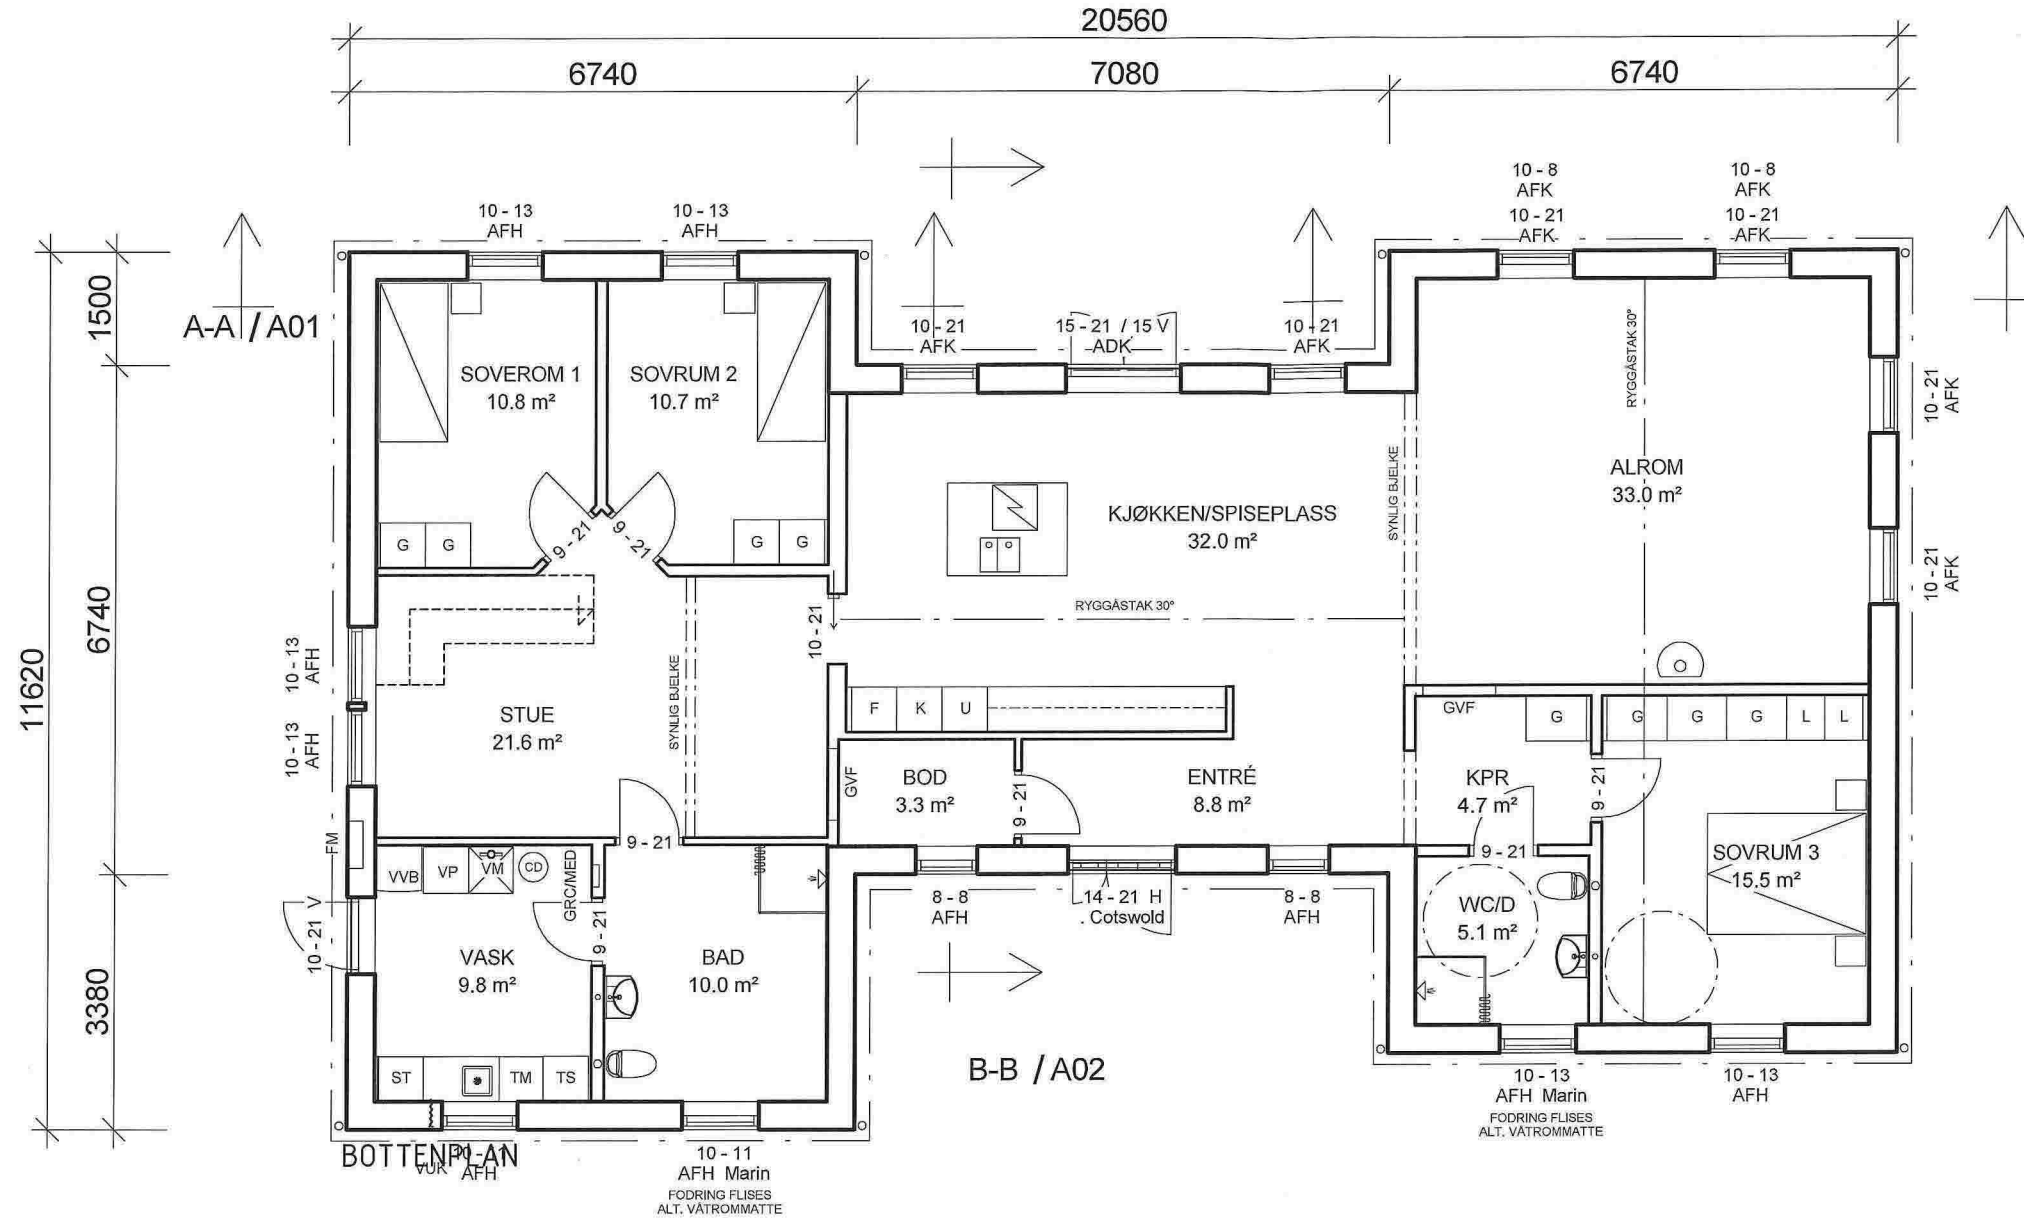 20560
6740
7080
6740
10 - 8
AFK
10 - 21
AFK
10 - 8
AFK
10 - 21
AFK
10 - 13
AFH
10 - 13
AFH
1500
A-A / A01
10 - 21
AFK
15 - 21 / 15 V
ADK
10 - 21
AFK
SOVEROM 1
10.8 m²
SOVRUM 2
10.7 m²
RYGGÅSTAK 30°
10 - 21
AFK
ALROM
33.0 m²
SYNLIG BJELKE
KJØKKEN/SPISEPLASS
32.0 m²
G
G
9 - 21
9 - 21
G
G
10 - 21
AFK
6740
11620
RYGGÅSTAK 30°
10 - 21
10 - 13
AFH
10 - 13
AFH
SYNLIG BJELKE
STUE
21.6 m²
F
K
U
GVF
G
G
G
G
L
L
GVF
BOD
3.3 m²
9 - 21
ENTRÉ
8.8 m²
KPR
4.7 m²
9 - 21
FM
9 - 21
9 - 21
SOVRUM 3
15.5 m²
VVB
VP
VM
CD
GRC/MED
8 - 8
AFH
14 - 21 H
Cotswold
8 - 8
AFH
WC/D
5.1 m²
10 - 21 V
9 - 21
VASK
9.8 m²
BAD
10.0 m²
3380
ST
TM
TS
B-B / A02
10 - 13
AFH Marin
FODRING FLISES
ALT. VÅTROMMATTE
10 - 13
AFH
BOTTENPLAN
VUK
10 - 11
AFH
10 - 11
AFH Marin
FODRING FLISES
ALT. VÅTROMMATTE